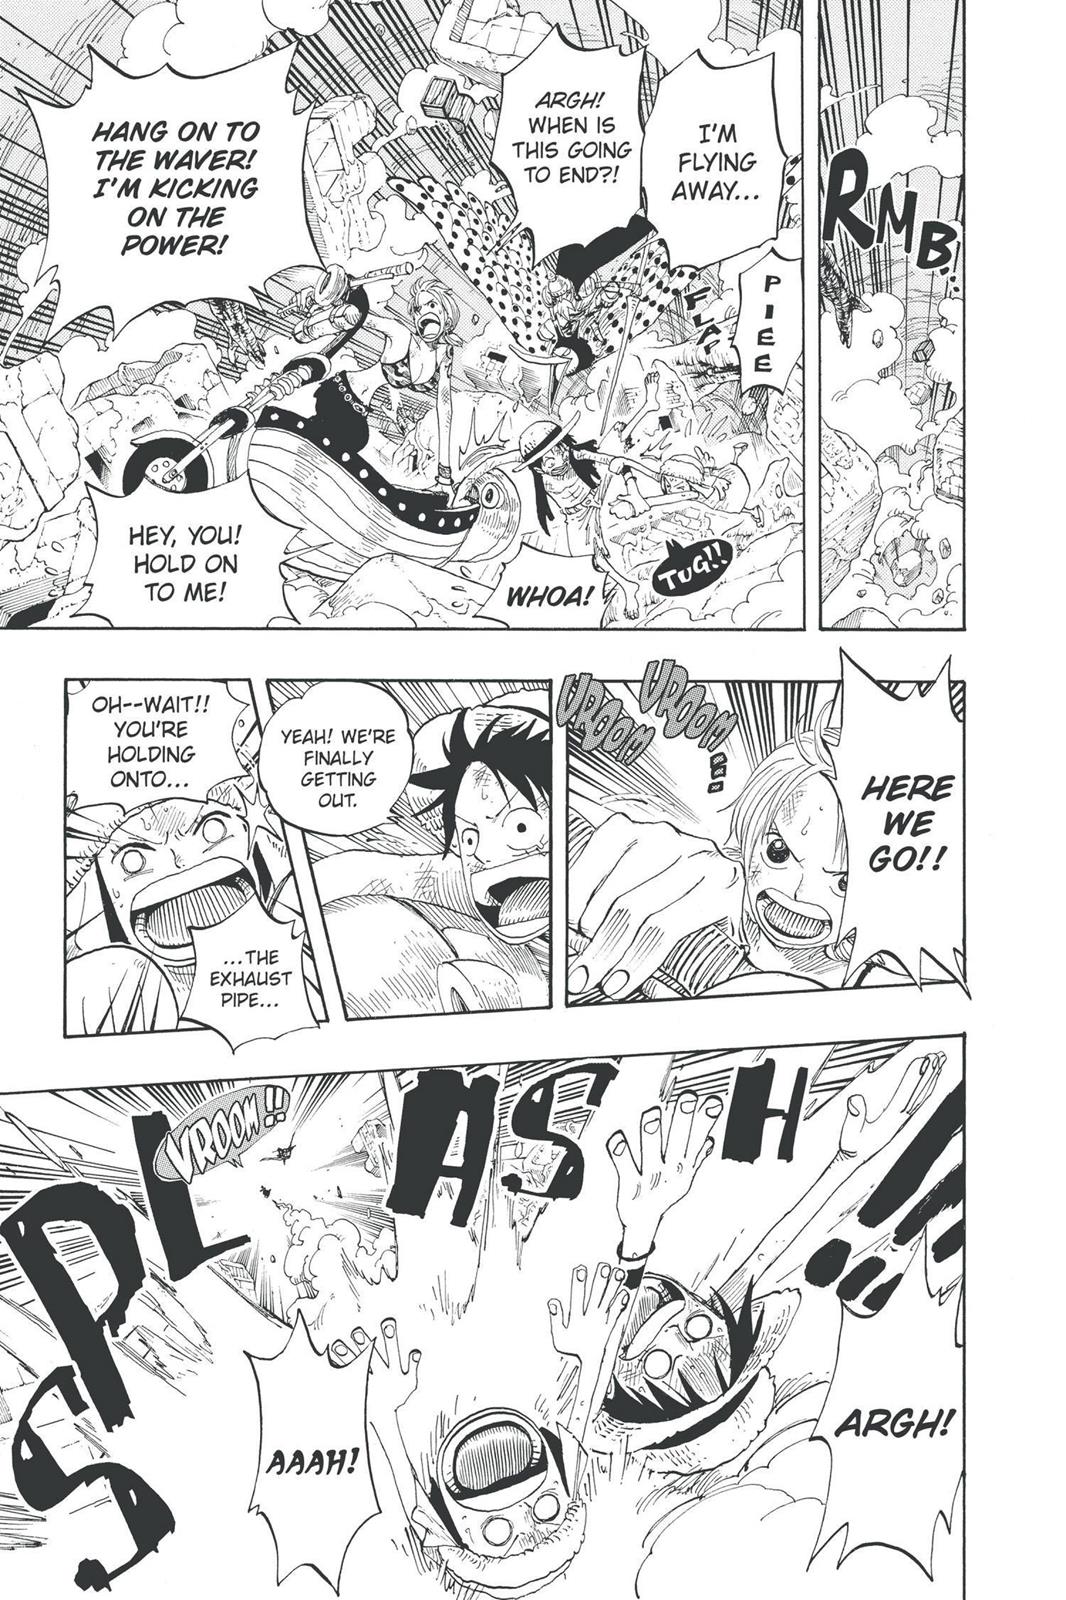 RMB...
I'M
FLYING
AWAY...
ARGH!
WHEN IS
THIS GOING
TO END?!
PIEE
FLAP
HANG ON TO
THE WAVER!
I'M KICKING
ON THE
POWER!
TUG!!
WHOA!
HEY, YOU!
HOLD ON
TO ME!
HERE
WE
GO!!
VROOM
VROOM!!
YEAH! WE'RE
FINALLY
GETTING
OUT.
OH--WAIT!!
YOU'RE
HOLDING
ONTO...
...THE
EXHAUST
PIPE...
SPLASH!!!
VROOM!!
ARGH!
AAAH!